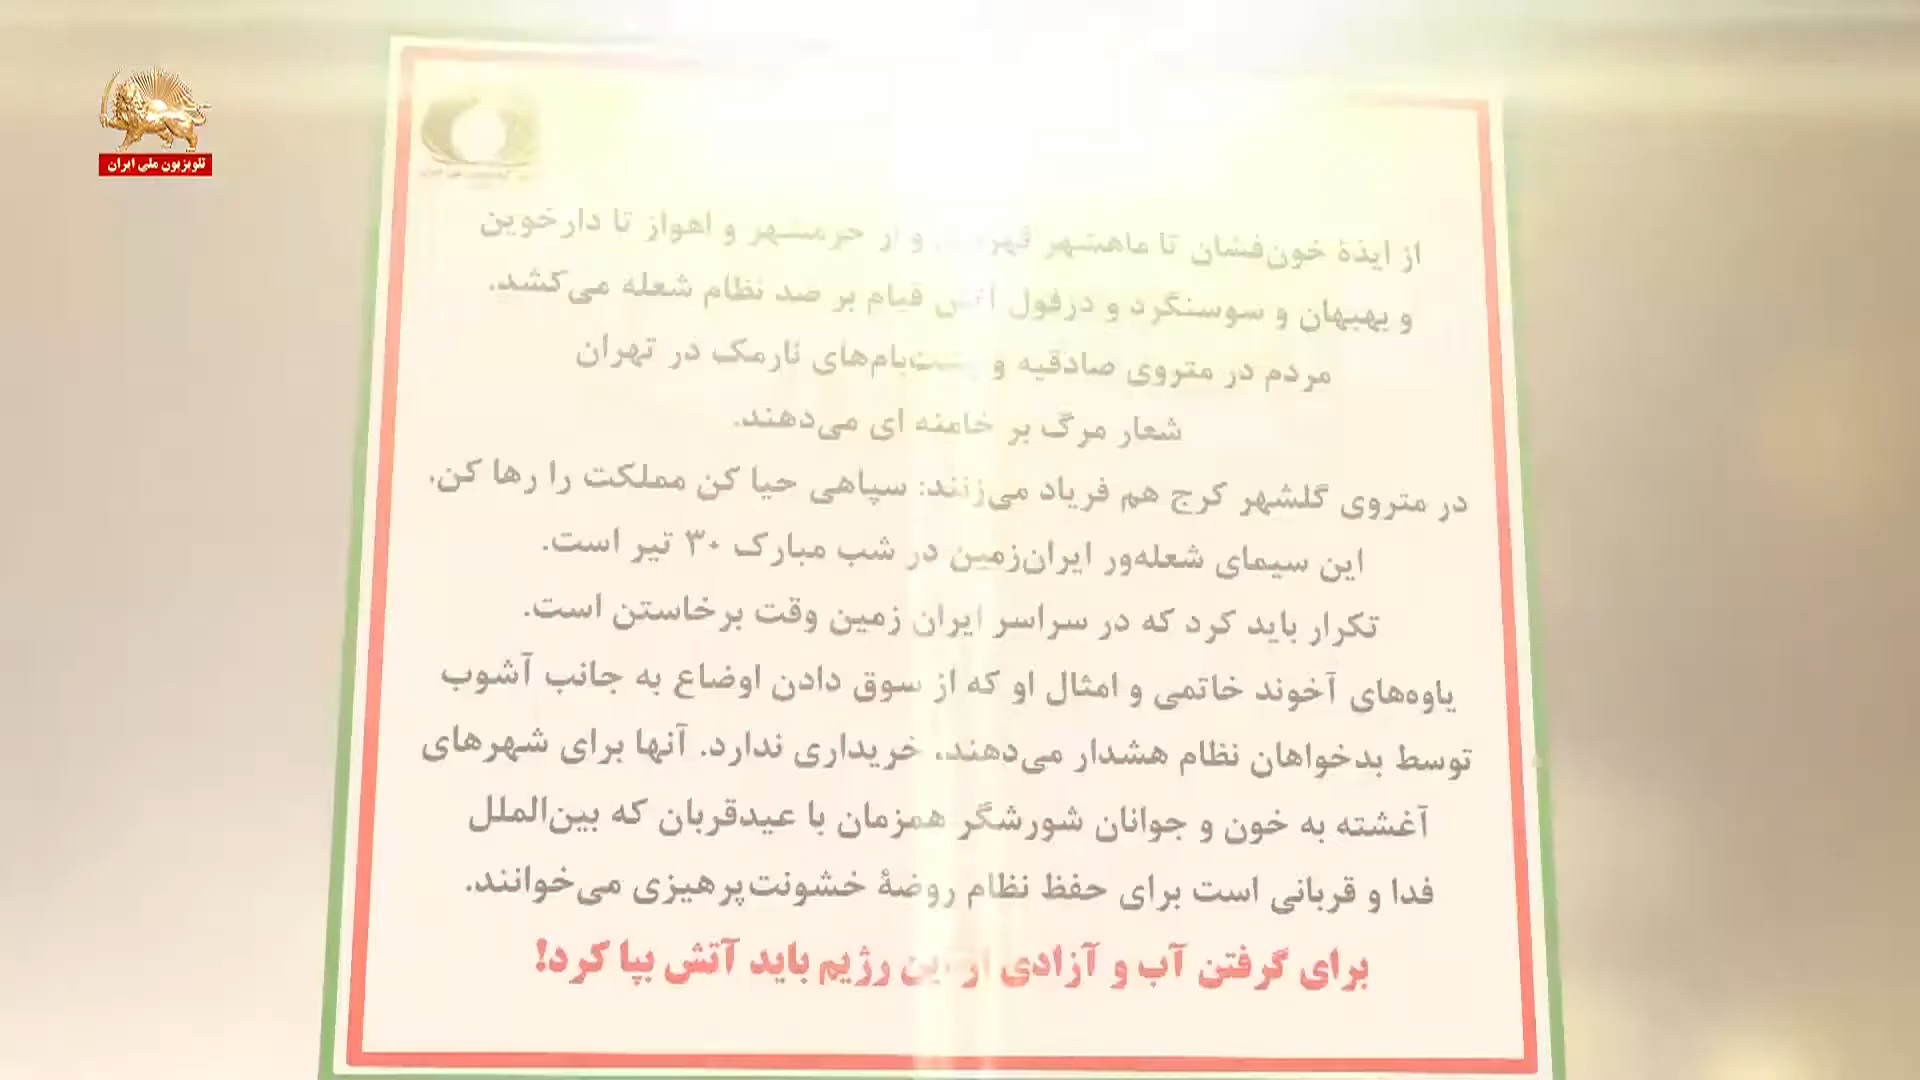 تلویزیون ملی ایران
از ایذهٔ خون‌فشان تا ماهشهر و از خرمشهر و اهواز تا دارخوین
و بهبهان و سوسنگرد و دزفول آتش قیام بر ضد نظام شعله می‌کشد.
مردم در متروی صادقیه و پشت‌بام‌های نارمک در تهران
شعار مرگ بر خامنه ای می‌دهند.
در متروی گلشهر کرج هم فریاد می‌زنند: سپاهی حیا کن مملکت را رها کن.
این سیمای شعله‌ور ایران‌زمین در شب مبارک ۳۰ تیر است.
تکرار باید کرد که در سراسر ایران زمین وقت برخاستن است.
یاوه‌های آخوند خاتمی و امثال او که از سوق دادن اوضاع به جانب آشوب
توسط بدخواهان نظام هشدار می‌دهند، خریداری ندارد. آنها برای شهرهای
آغشته به خون و جوانان شورشگر همزمان با عیدقربان که بین‌الملل
فدا و قربانی است برای حفظ نظام روضهٔ خشونت‌پرهیزی می‌خوانند.
برای گرفتن آب و آزادی از این رژیم باید آتش بپا کرد!